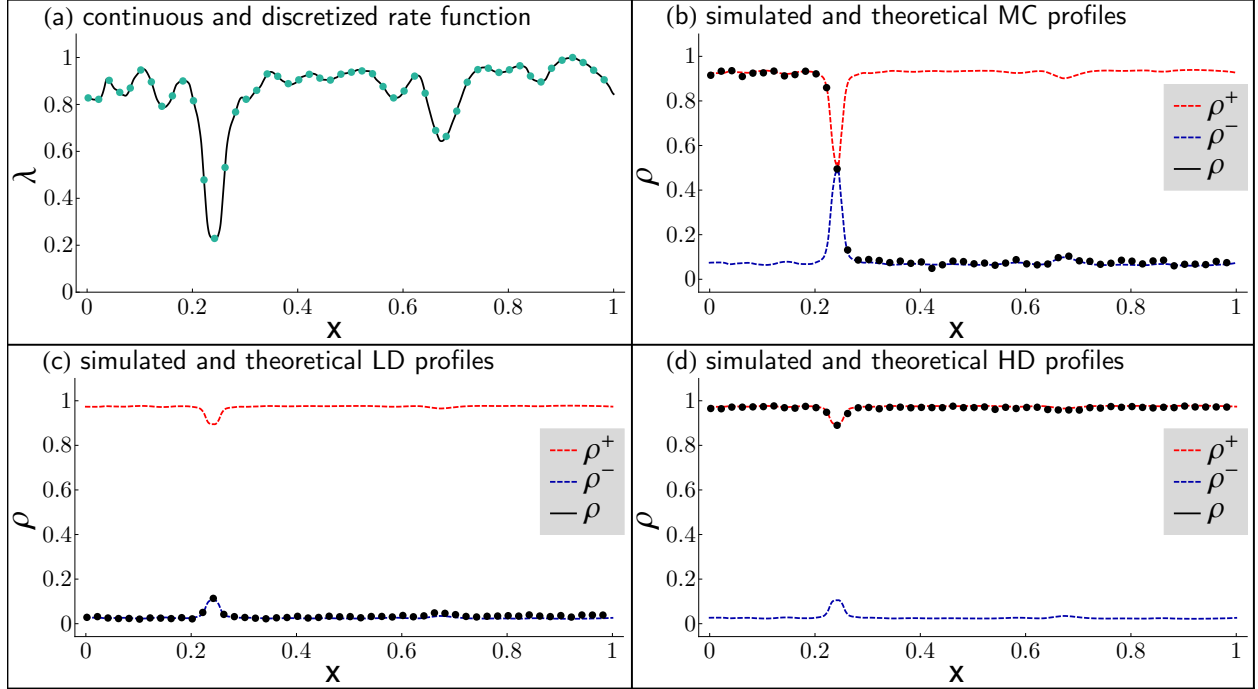 (a) continuous and discretized rate function
1
0.8
0.6
0.4
0.2
0
λ
0 0.2 0.4 0.6 0.8 1
x
(b) simulated and theoretical MC profiles
1
0.8
0.6
0.4
0.2
0
ρ
ρ⁺
ρ⁻
ρ
0 0.2 0.4 0.6 0.8 1
x
(c) simulated and theoretical LD profiles
1
0.8
0.6
0.4
0.2
0
ρ
ρ⁺
ρ⁻
ρ
0 0.2 0.4 0.6 0.8 1
x
(d) simulated and theoretical HD profiles
1
0.8
0.6
0.4
0.2
0
ρ
ρ⁺
ρ⁻
ρ
0 0.2 0.4 0.6 0.8 1
x